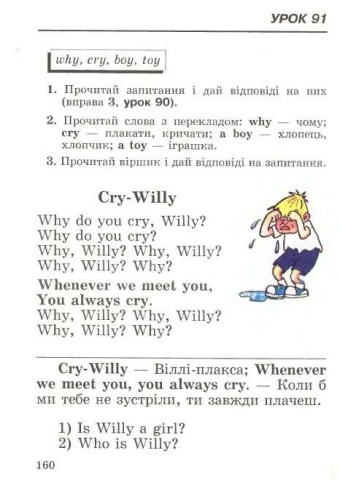 УРОК 91
why, cry, boy, toy
1. Прочитай запитання і дай відповіді на них
(вправа 3, урок 90).
2. Прочитай слова з перекладом: why — чому;
cry — плакати, кричати; a boy — хлопець,
хлопчик; a toy — іграшка.
3. Прочитай віршик і дай відповіді на запитання.
Cry-Willy
Why do you cry, Willy?
Why do you cry?
Why, Willy? Why, Willy?
Why, Willy? Why?
Whenever we meet you,
You always cry.
Why, Willy? Why, Willy?
Why, Willy? Why?
Cry-Willy — Віллі-плакса; Whenever
we meet you, you always cry. — Коли б
ми тебе не зустріли, ти завжди плачеш.
1) Is Willy a girl?
2) Who is Willy?
160